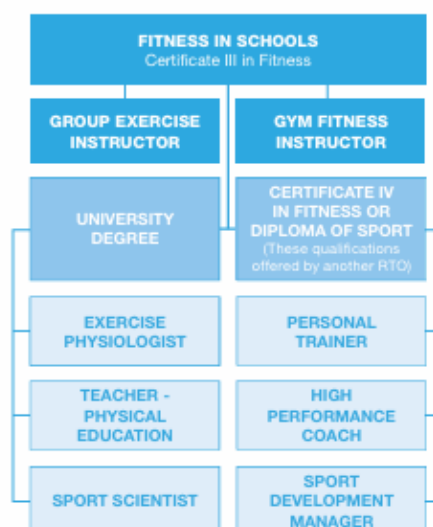 FITNESS IN SCHOOLS
Certificate III in Fitness
GROUP EXERCISE
INSTRUCTOR
GYM FITNESS
INSTRUCTOR
UNIVERSITY
DEGREE
CERTIFICATE IV
IN FITNESS OR
DIPLOMA OF SPORT
(These qualifications
offered by another RTO)
EXERCISE
PHYSIOLOGIST
PERSONAL
TRAINER
TEACHER -
PHYSICAL
EDUCATION
HIGH
PERFORMANCE
COACH
SPORT SCIENTIST
SPORT
DEVELOPMENT
MANAGER